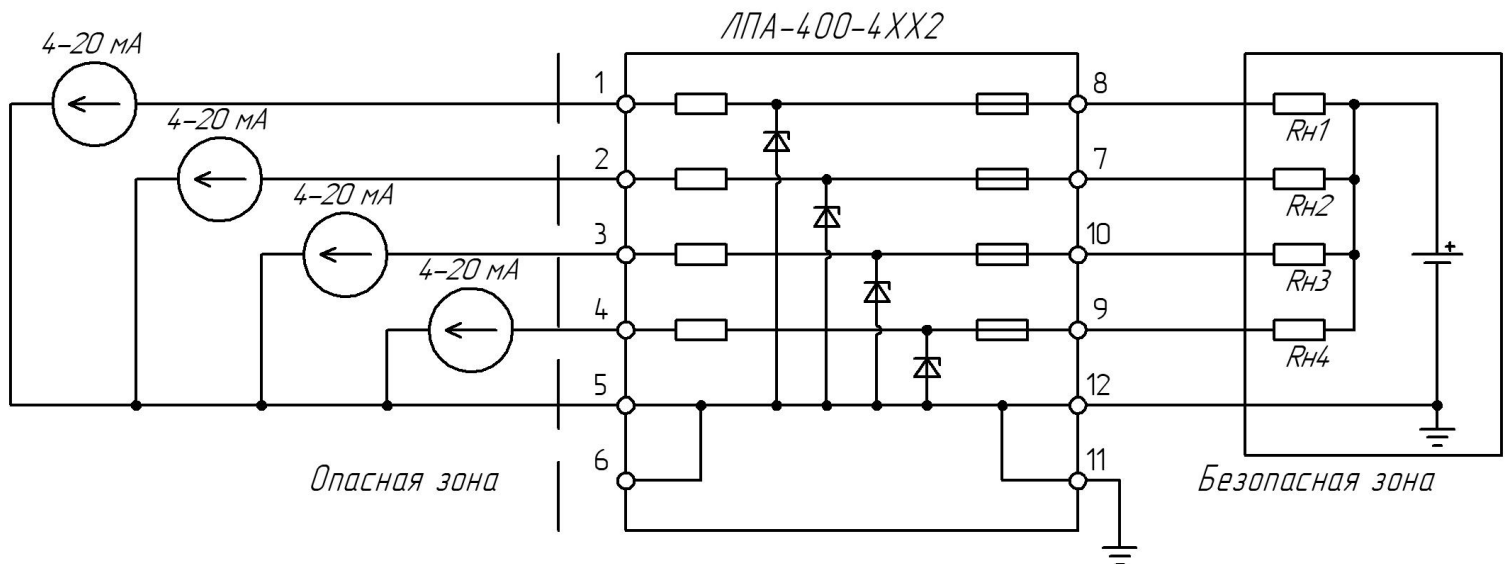 ЛПА-400-4ХХ2
4-20 мА
4-20 мА
4-20 мА
4-20 мА
1
2
3
4
5
6
8
7
10
9
12
11
Rн1
Rн2
Rн3
Rн4
+
Опасная зона
Безопасная зона